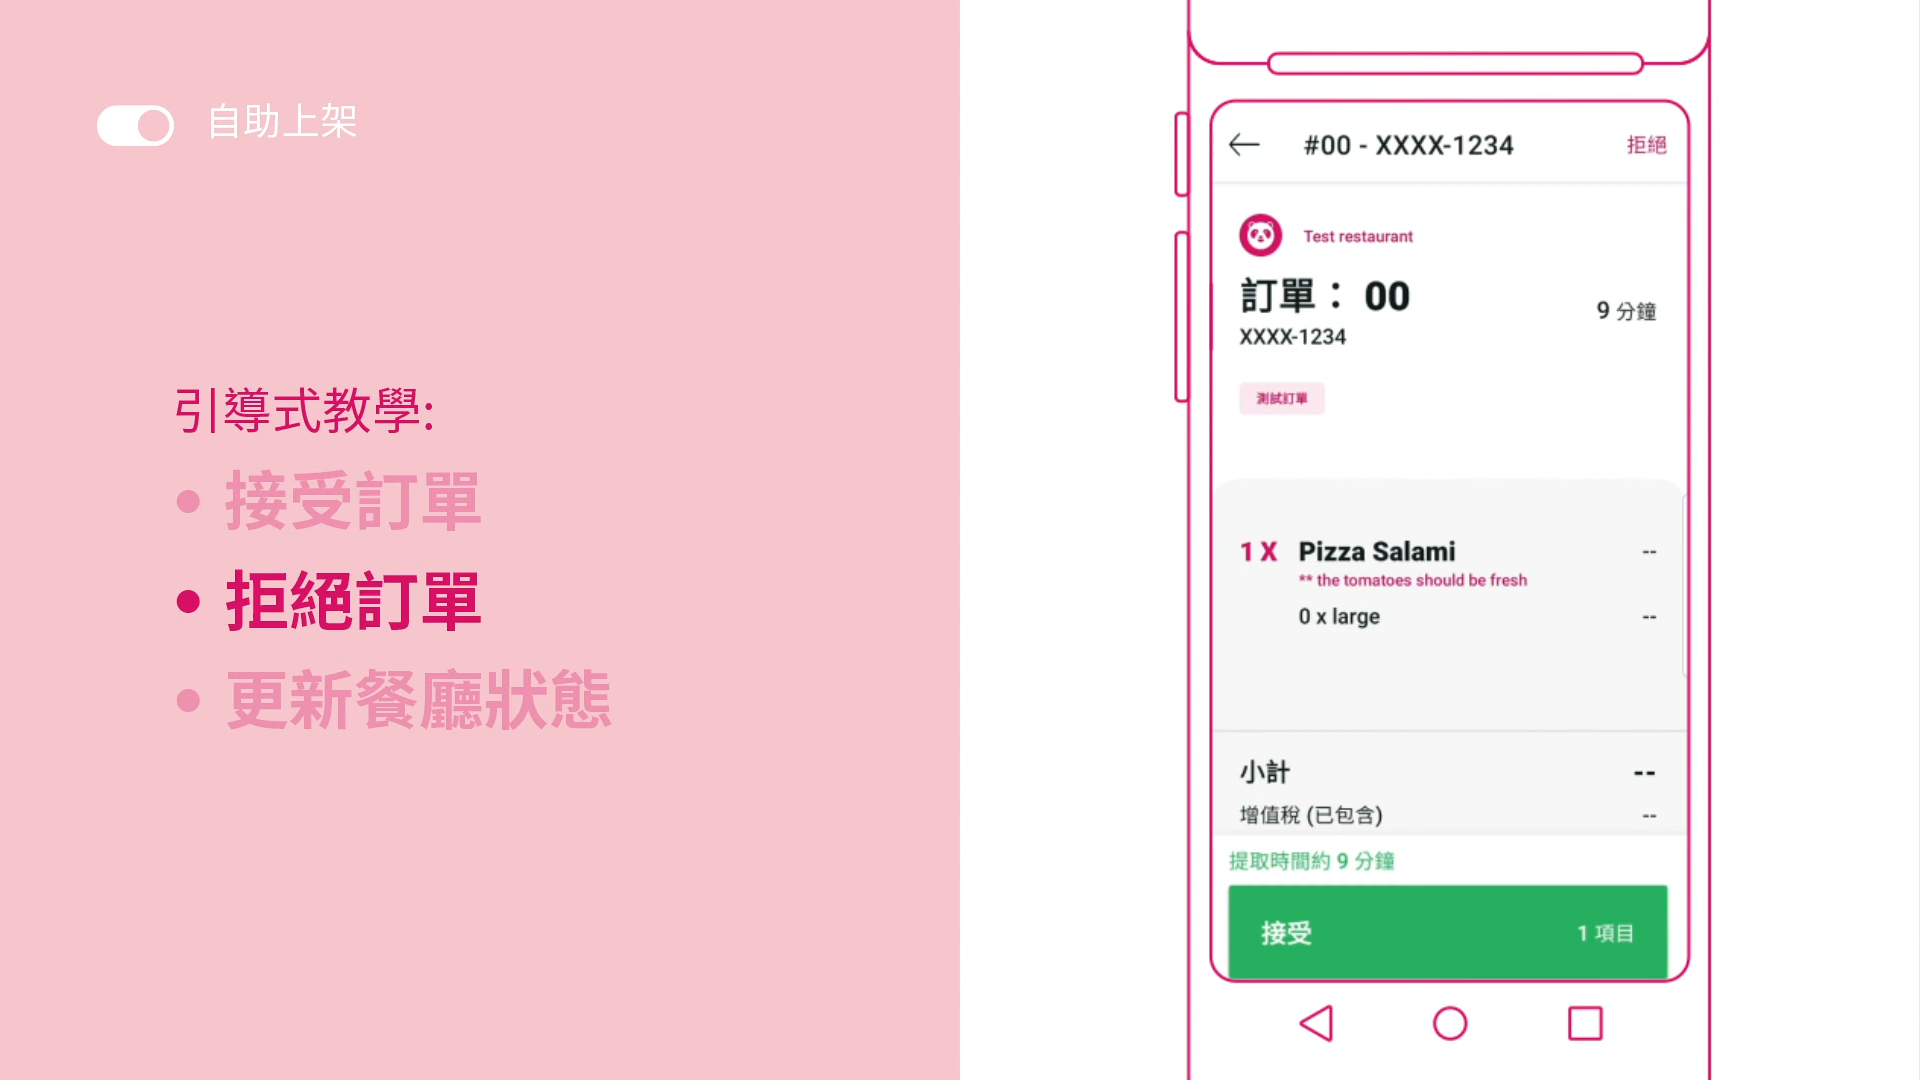 自助上架
引導式教學:
• 接受訂單
• 拒絕訂單
• 更新餐廳狀態
#00 - XXXX-1234 拒絕
Test restaurant
訂單： 00
9 分鐘
XXXX-1234
測試訂單
1 X Pizza Salami --
** the tomatoes should be fresh
0 x large --
小計 --
增值稅 (已包含) --
提取時間約 9 分鐘
接受 1 項目